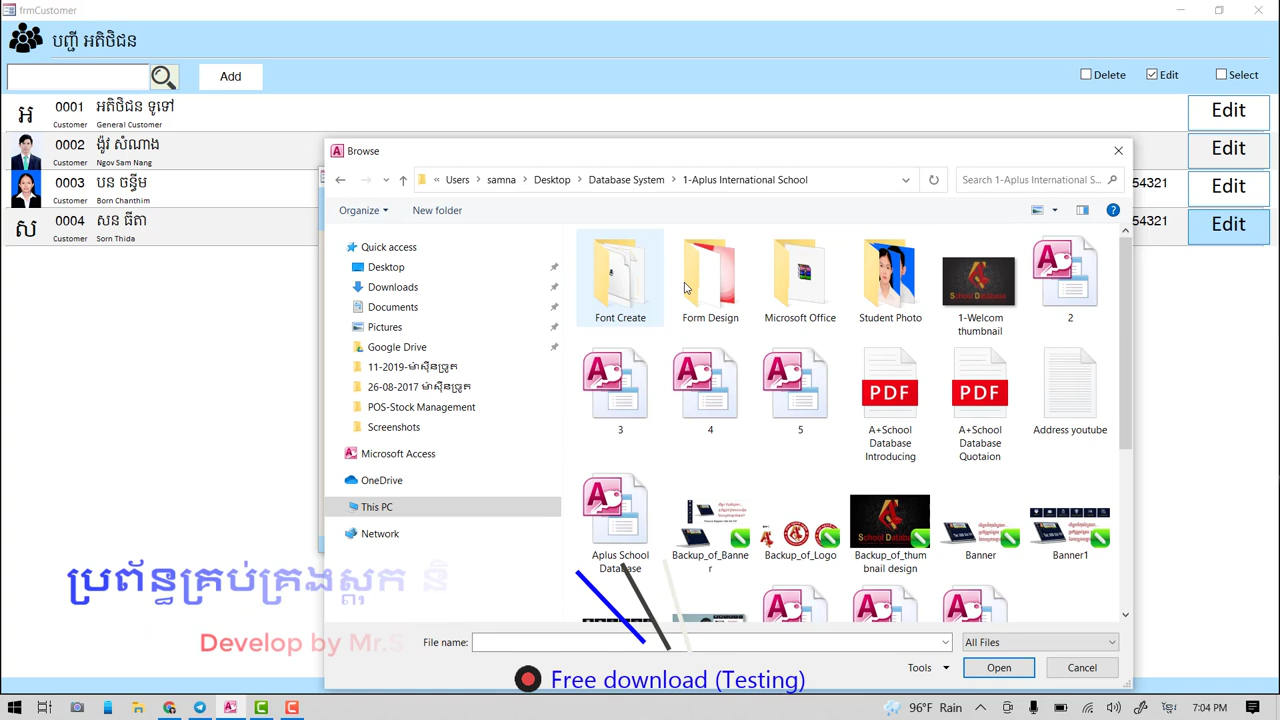 frmCustomer
បញ្ជី អតិថិជន
Add
Delete
Edit
Select
អ
0001
អតិថិជន ទូទៅ
Customer
General Customer
Edit
0002
ង៉ូវ សំណាង
Customer
Ngov Sam Nang
Edit
0003
បន ចន្ធីម
Customer
Born Chanthim
54321
Edit
ស
0004
សន ធីតា
Customer
Sorn Thida
54321
Edit
Browse
« Users > samna > Desktop > Database System > 1-Aplus International School
Search 1-Aplus International S...
Organize
New folder
Quick access
Desktop
Downloads
Documents
Pictures
Google Drive
11-2019-ម៉ាស៊ីនព្រួត
26-08-2017 ម៉ាស៊ីនព្រួត
POS-Stock Management
Screenshots
Microsoft Access
OneDrive
This PC
Network
Font Create
Form Design
Microsoft Office
Student Photo
1-Welcom
thumbnail
2
3
4
5
PDF
A+School
Database
Introducing
PDF
A+School
Database
Quotaion
Address youtube
Aplus School
Database
Backup_of_Banne
r
Backup_of_Logo
Backup_of_thum
bnail design
Banner
Banner1
File name:
All Files
Tools
Open
Cancel
ប្រព័ន្ធគ្រប់គ្រងស្តុក និ
Develop by Mr.S
Free download (Testing)
96°F Rain
7:04 PM